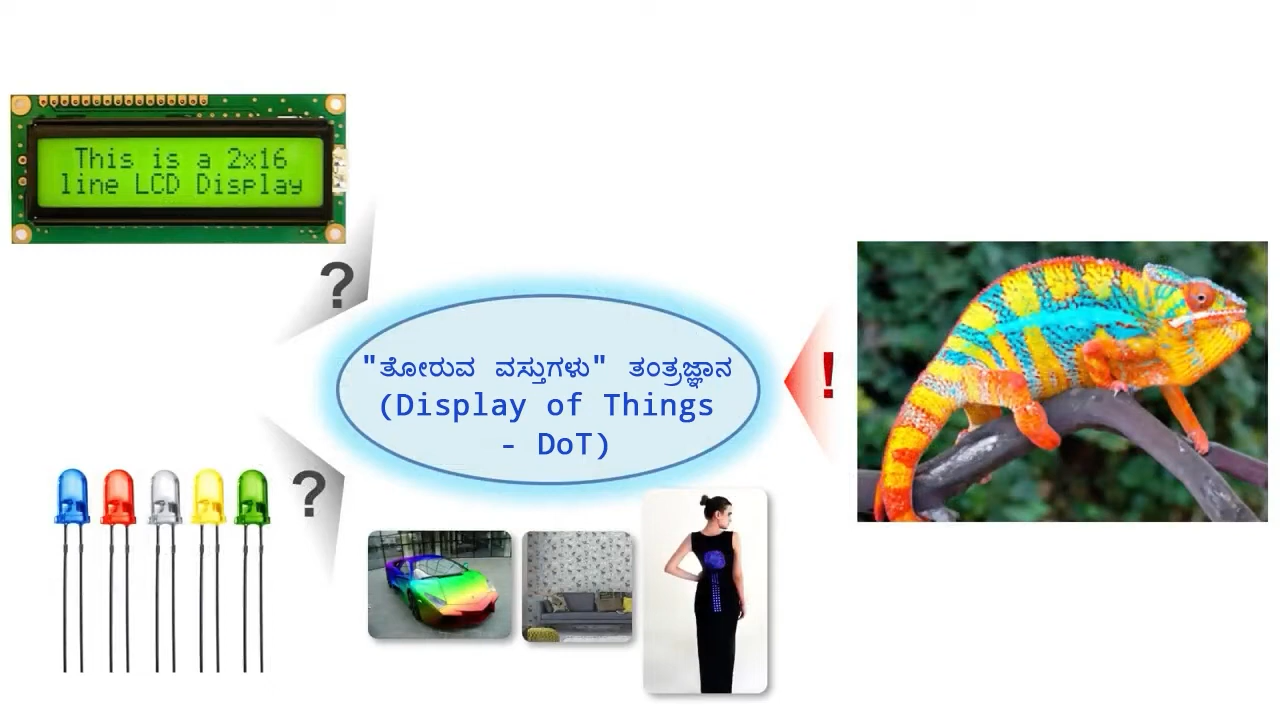 This is a 2x16
line LCD Display
?
"ತೋರುವ ವಸ್ತುಗಳು" ತಂತ್ರಜ್ಞಾನ
(Display of Things
- DoT)
!
?